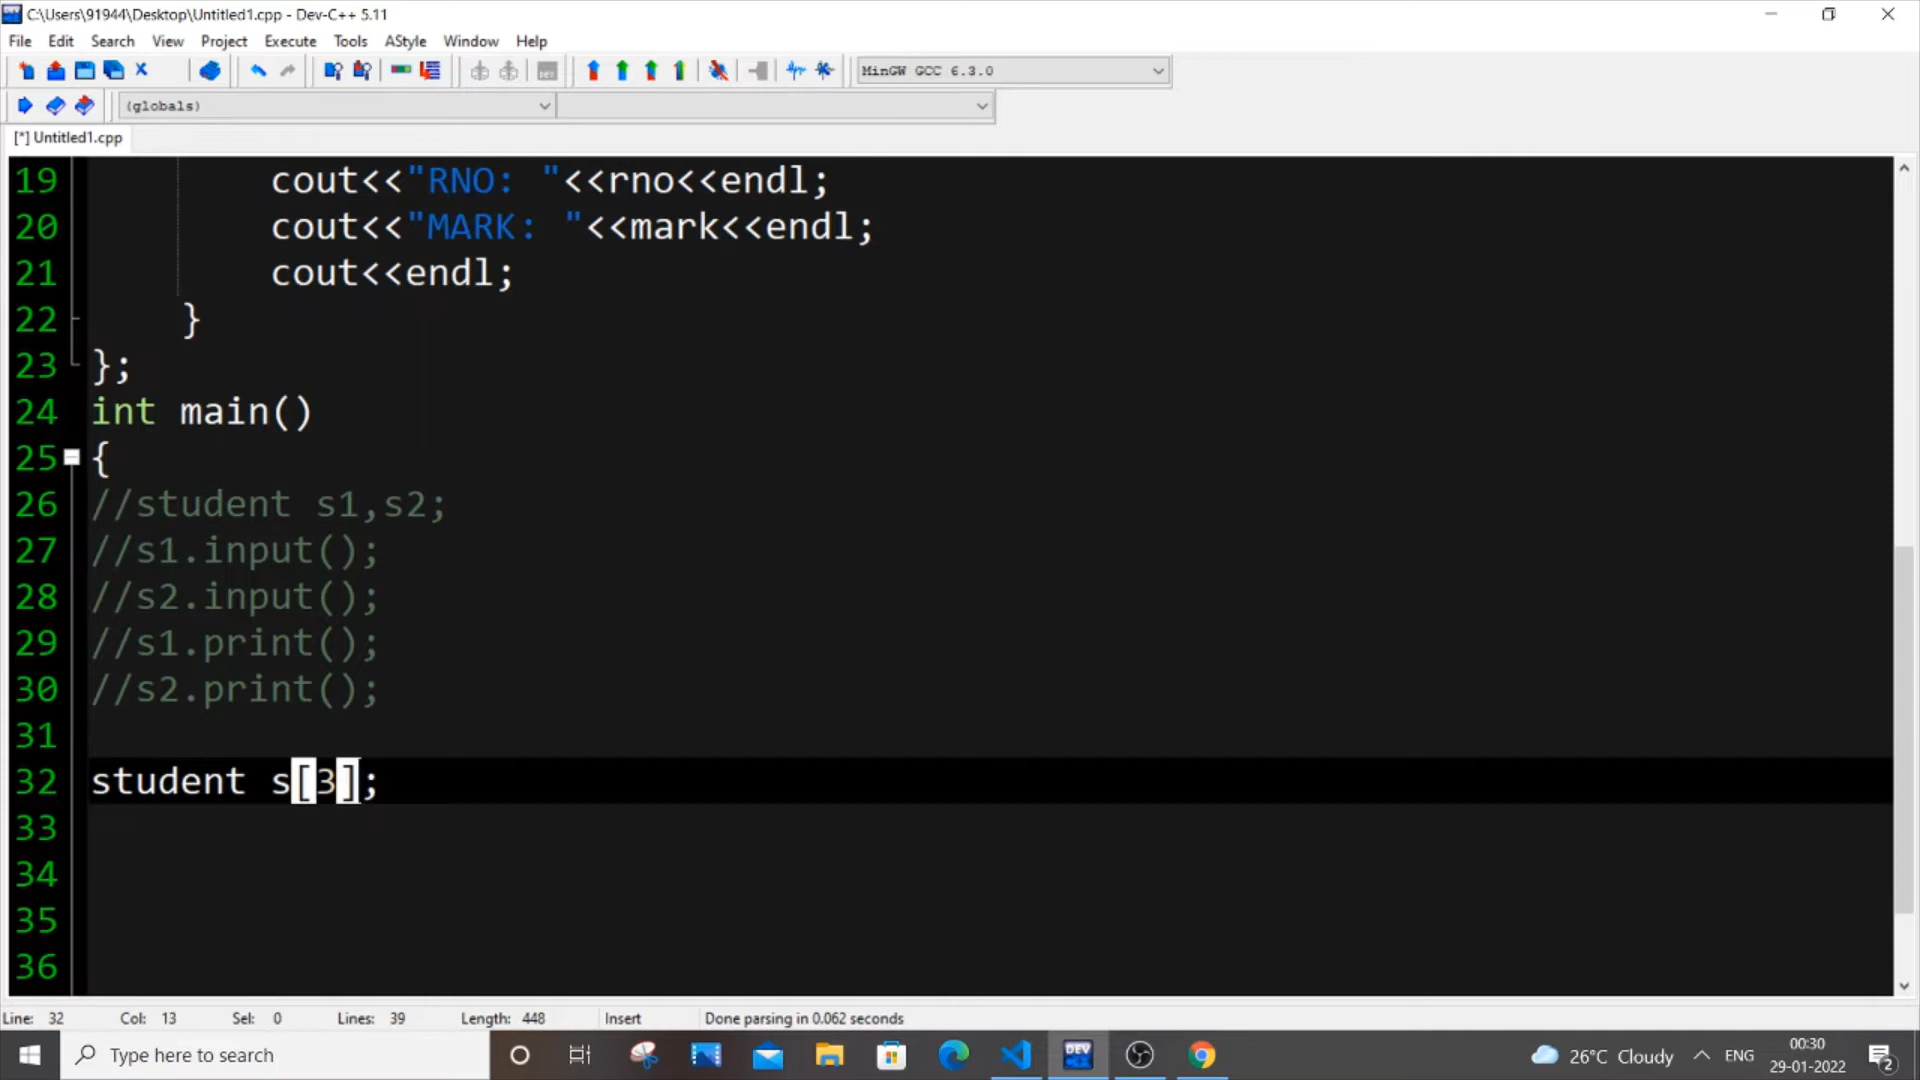 C:\Users\91944\Desktop\Untitled1.cpp - Dev-C++ 5.11
File Edit Search View Project Execute Tools AStyle Window Help
MinGW GCC 6.3.0
(globals)
[*] Untitled1.cpp
19 cout<<"RNO: "<<rno<<endl;
20 cout<<"MARK: "<<mark<<endl;
21 cout<<endl;
22 }
23 };
24 int main()
25 {
26 //student s1,s2;
27 //s1.input();
28 //s2.input();
29 //s1.print();
30 //s2.print();
31
32 student s[3];
33
34
35
36
Line: 32 Col: 13 Sel: 0 Lines: 39 Length: 448 Insert Done parsing in 0.062 seconds
Type here to search
DEV
26°C Cloudy
ENG
00:30
29-01-2022
2